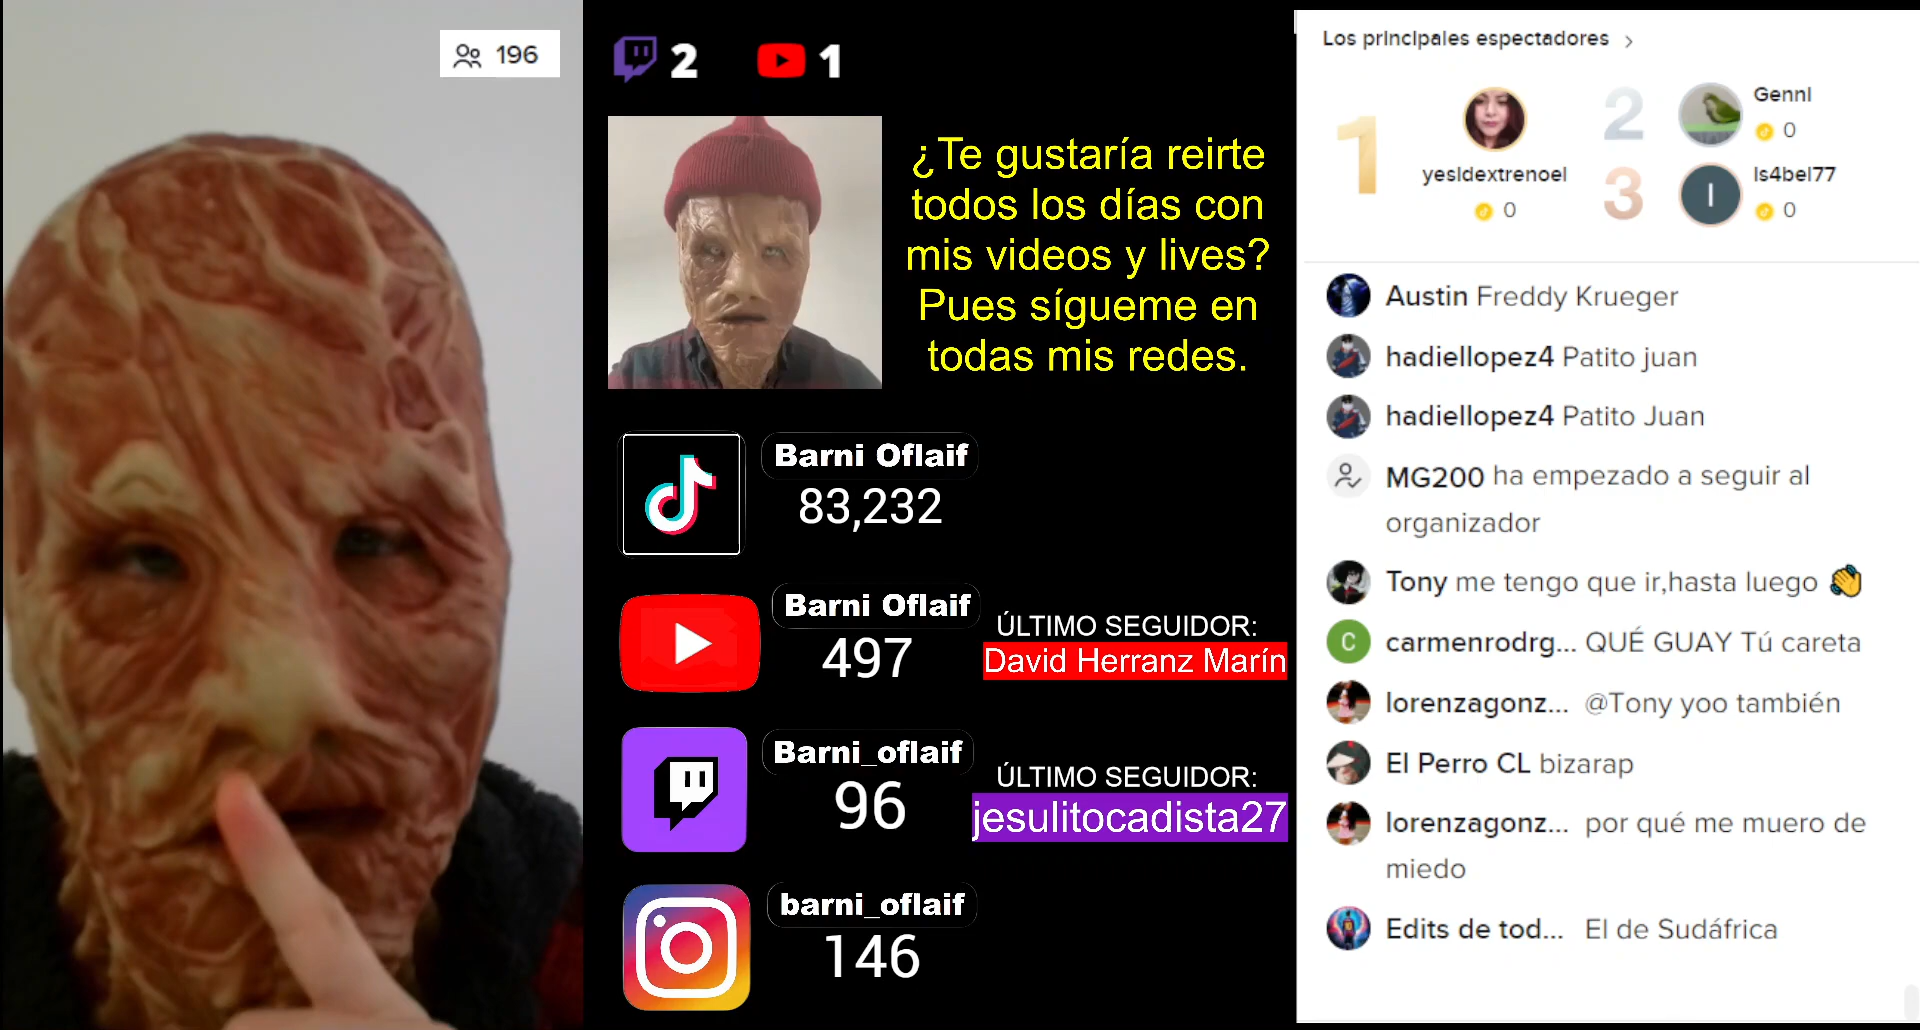 196
2
1
¿Te gustaría reirte
todos los días con
mis videos y lives?
Pues sígueme en
todas mis redes.
Barni Oflaif
83,232
Barni Oflaif
497
ÚLTIMO SEGUIDOR:
David Herranz Marín
Barni_oflaif
96
ÚLTIMO SEGUIDOR:
jesulitocadista27
barni_oflaif
146
Los principales espectadores
1
yesIdextrenoel
0
2
GennI
0
3
I
Is4bel77
0
Austin Freddy Krueger
hadiellopez4 Patito juan
hadiellopez4 Patito Juan
MG200 ha empezado a seguir al
organizador
Tony me tengo que ir,hasta luego 👏
C
carmenrodrg... QUÉ GUAY Tú careta
lorenzagonz... @Tony yoo también
El Perro CL bizarap
lorenzagonz... por qué me muero de
miedo
Edits de tod... El de Sudáfrica